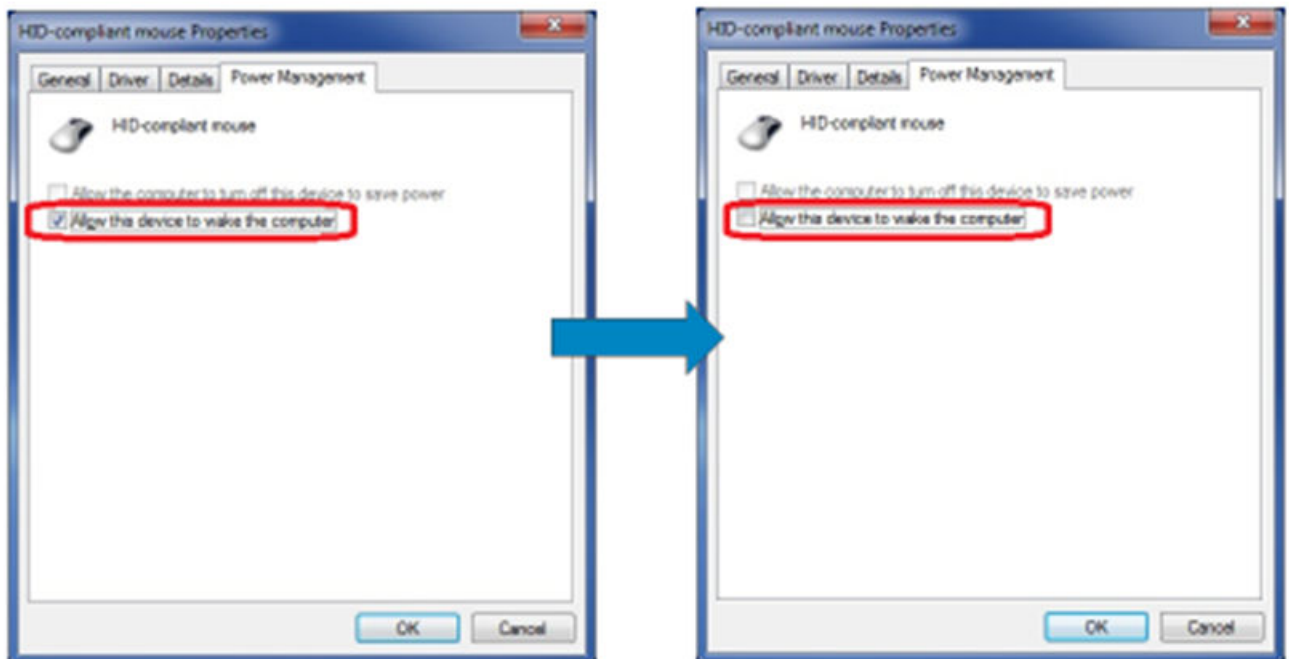 HID-compliant mouse Properties
General Driver Details Power Management
HID-compliant mouse
Allow the computer to turn off this device to save power
Allow this device to wake the computer
OK Cancel
HID-compliant mouse Properties
General Driver Details Power Management
HID-compliant mouse
Allow the computer to turn off this device to save power
Allow this device to wake the computer
OK Cancel